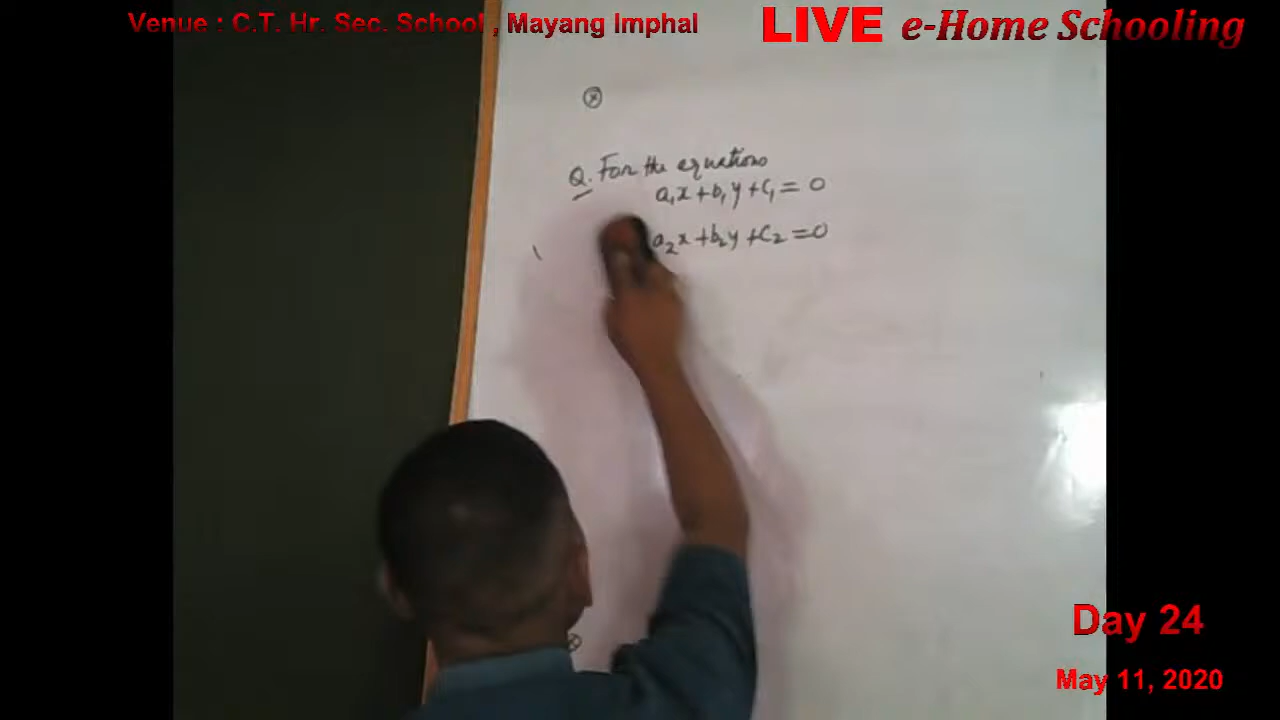 Venue : C.T. Hr. Sec. School , Mayang Imphal
LIVE e-Home Schooling
Q. For the equations
a₁x + b₁y + c₁ = 0
a₂x + b₂y + c₂ = 0
Day 24
May 11, 2020